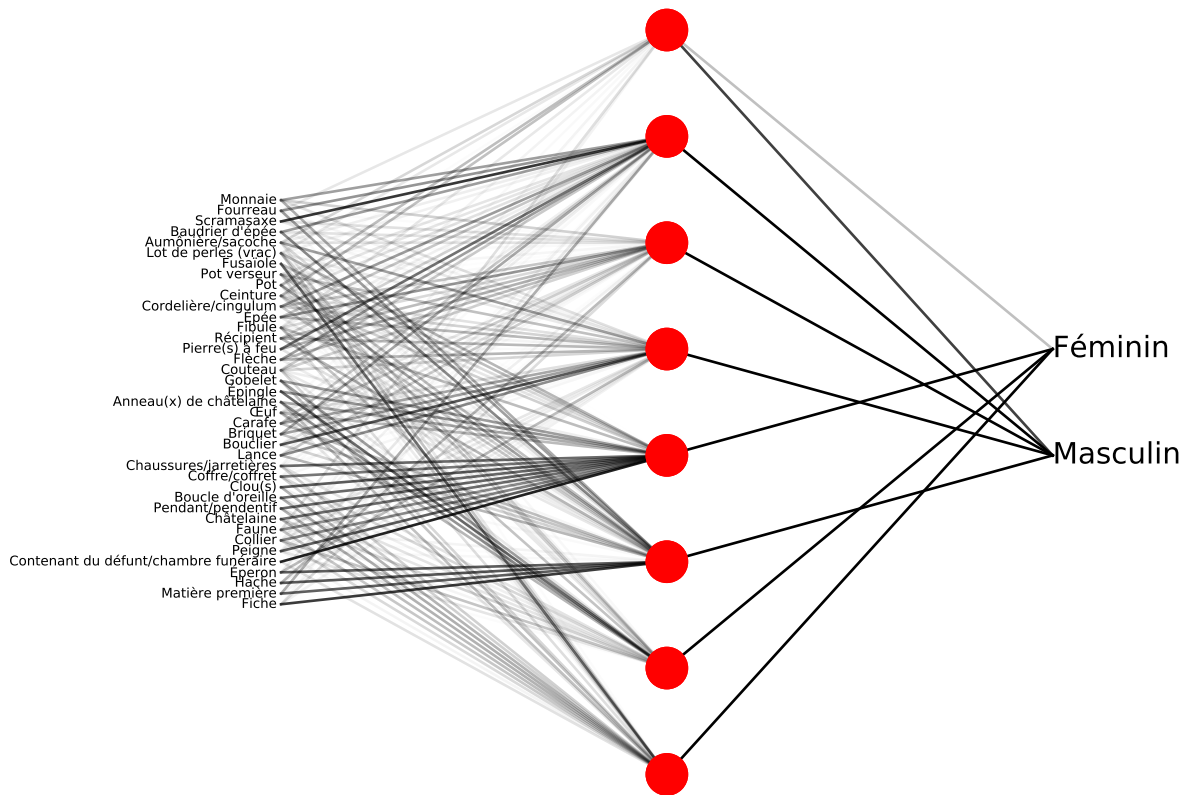 Monnaie
Fourreau
Scramasaxe
Baudrier d'épée
Aumônière/sacoche
Lot de perles (vrac)
Fusaïole
Pot verseur
Pot
Ceinture
Cordelière/cingulum
Épée
Fibule
Récipient
Pierre(s) à feu
Flèche
Couteau
Gobelet
Épingle
Anneau(x) de châtelaine
Œuf
Carafe
Briquet
Bouclier
Lance
Chaussures/jarretières
Coffre/coffret
Clou(s)
Boucle d'oreille
Pendant/pendentif
Châtelaine
Faune
Collier
Peigne
Contenant du défunt/chambre funéraire
Éperon
Hache
Matière première
Fiche
Féminin
Masculin